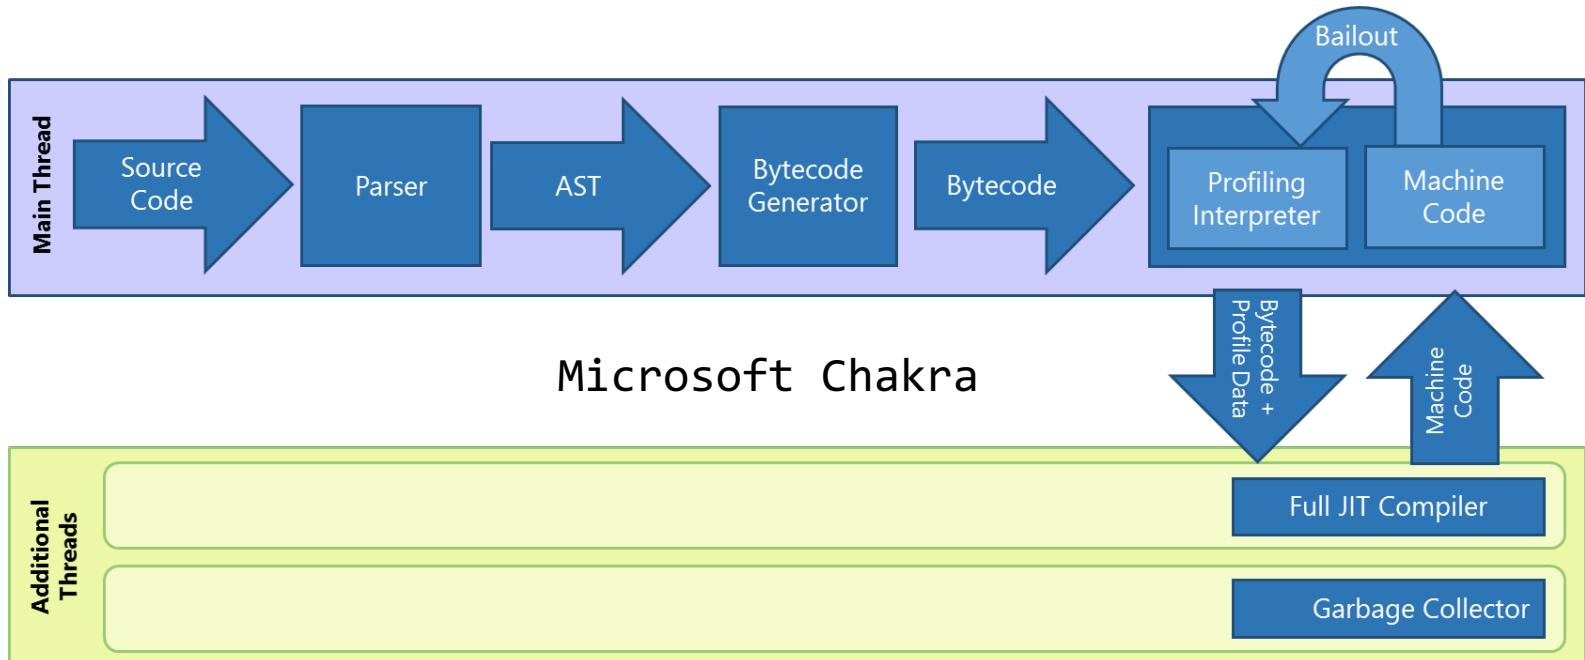 Bailout
Main Thread
Source
Code
Parser
AST
Bytecode
Generator
Bytecode
Profiling
Interpreter
Machine
Code
Bytecode +
Profile Data
Machine
Code
Microsoft Chakra
Additional
Threads
Full JIT Compiler
Garbage Collector